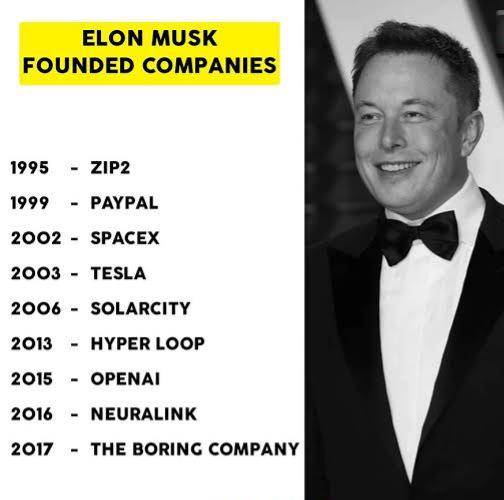 ELON MUSK
FOUNDED COMPANIES
1995 - ZIP2
1999 - PAYPAL
2002 - SPACEX
2003 - TESLA
2006 - SOLARCITY
2013 - HYPER LOOP
2015 - OPENAI
2016 - NEURALINK
2017 - THE BORING COMPANY